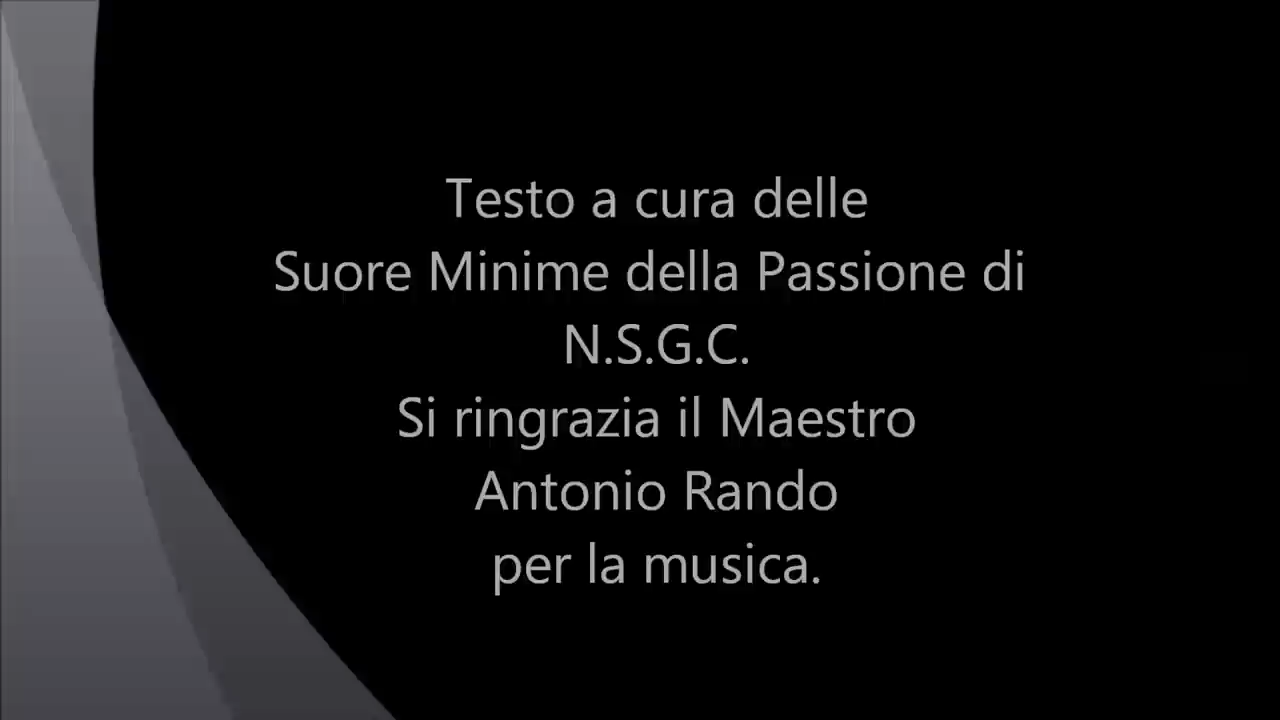 Testo a cura delle
Suore Minime della Passione di
N.S.G.C.
Si ringrazia il Maestro
Antonio Rando
per la musica.